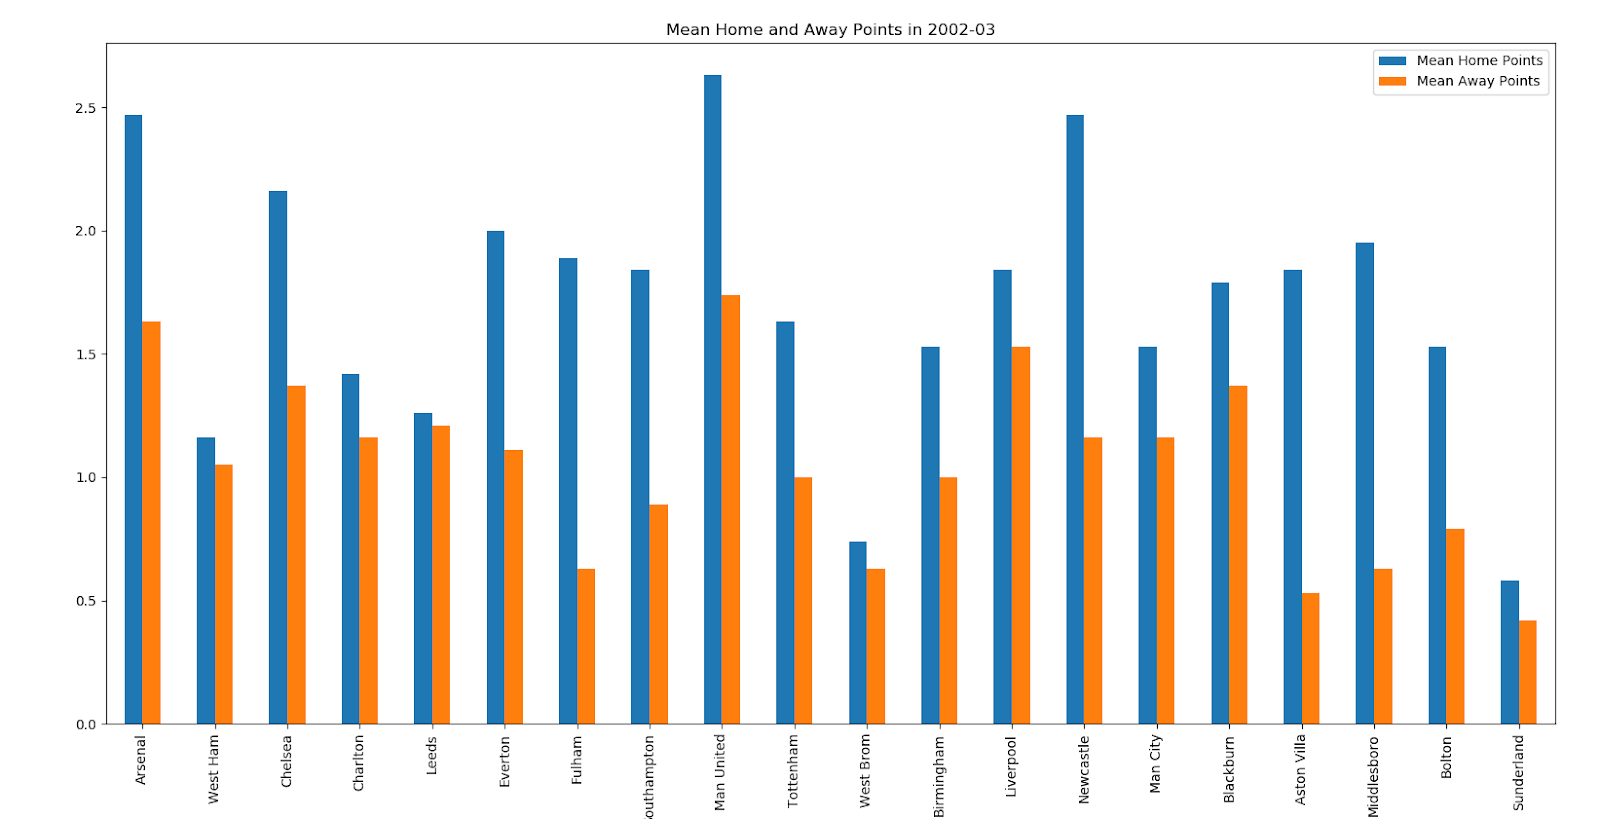 Mean Home and Away Points in 2002-03
Mean Home Points
Mean Away Points
2.5
2.0
1.5
1.0
0.5
0.0
Arsenal
West Ham
Chelsea
Charlton
Leeds
Everton
Fulham
outhampton
Man United
Tottenham
West Brom
Birmingham
Liverpool
Newcastle
Man City
Blackburn
Aston Villa
Middlesboro
Bolton
Sunderland